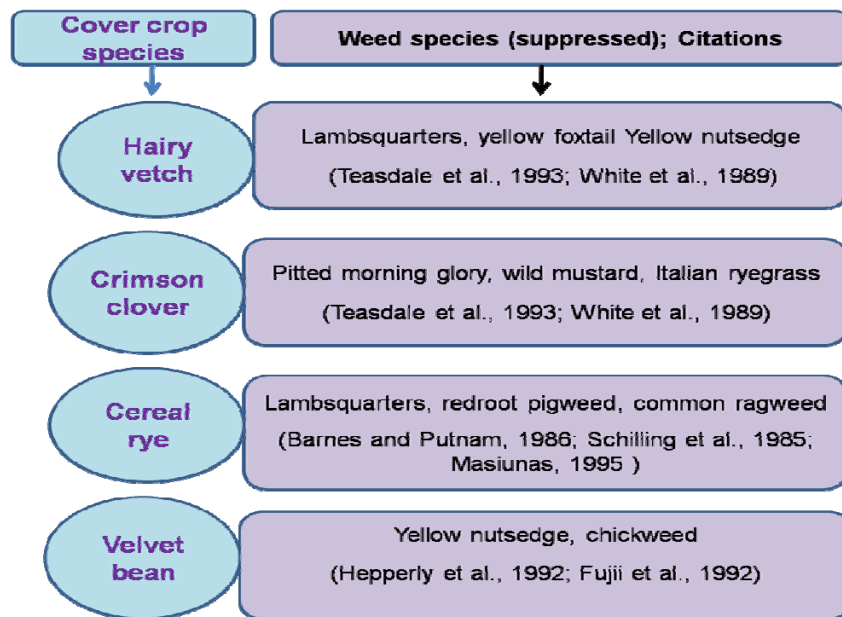 Cover crop
species
Weed species (suppressed); Citations
Hairy
vetch
Lambsquarters, yellow foxtail Yellow nutsedge
(Teasdale et al., 1993; White et al., 1989)
Crimson
clover
Pitted morning glory, wild mustard, Italian ryegrass
(Teasdale et al., 1993; White et al., 1989)
Cereal
rye
Lambsquarters, redroot pigweed, common ragweed
(Barnes and Putnam, 1986; Schilling et al., 1985;
Masiunas, 1995 )
Velvet
bean
Yellow nutsedge, chickweed
(Hepperly et al., 1992; Fujii et al., 1992)